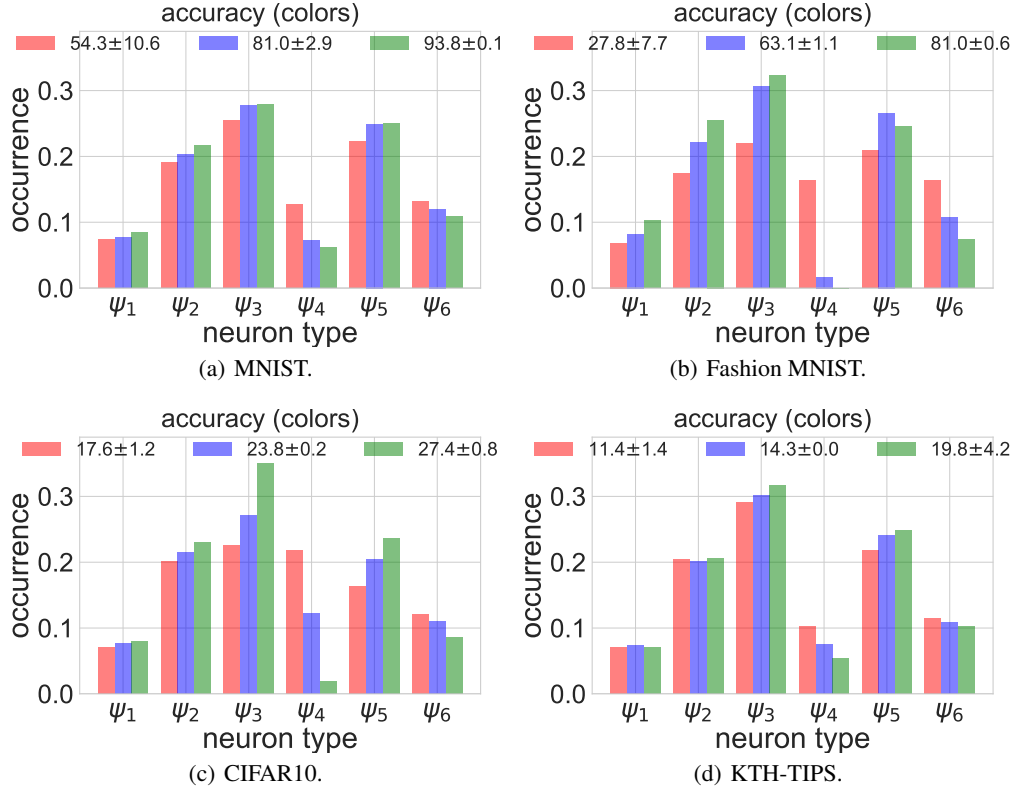 accuracy (colors)
54.3±10.6 81.0±2.9 93.8±0.1
occurrence
0.3
0.2
0.1
0.0
ψ1 ψ2 ψ3 ψ4 ψ5 ψ6
neuron type
(a) MNIST.
accuracy (colors)
27.8±7.7 63.1±1.1 81.0±0.6
occurrence
0.3
0.2
0.1
0.0
ψ1 ψ2 ψ3 ψ4 ψ5 ψ6
neuron type
(b) Fashion MNIST.
accuracy (colors)
17.6±1.2 23.8±0.2 27.4±0.8
occurrence
0.3
0.2
0.1
0.0
ψ1 ψ2 ψ3 ψ4 ψ5 ψ6
neuron type
(c) CIFAR10.
accuracy (colors)
11.4±1.4 14.3±0.0 19.8±4.2
occurrence
0.3
0.2
0.1
0.0
ψ1 ψ2 ψ3 ψ4 ψ5 ψ6
neuron type
(d) KTH-TIPS.